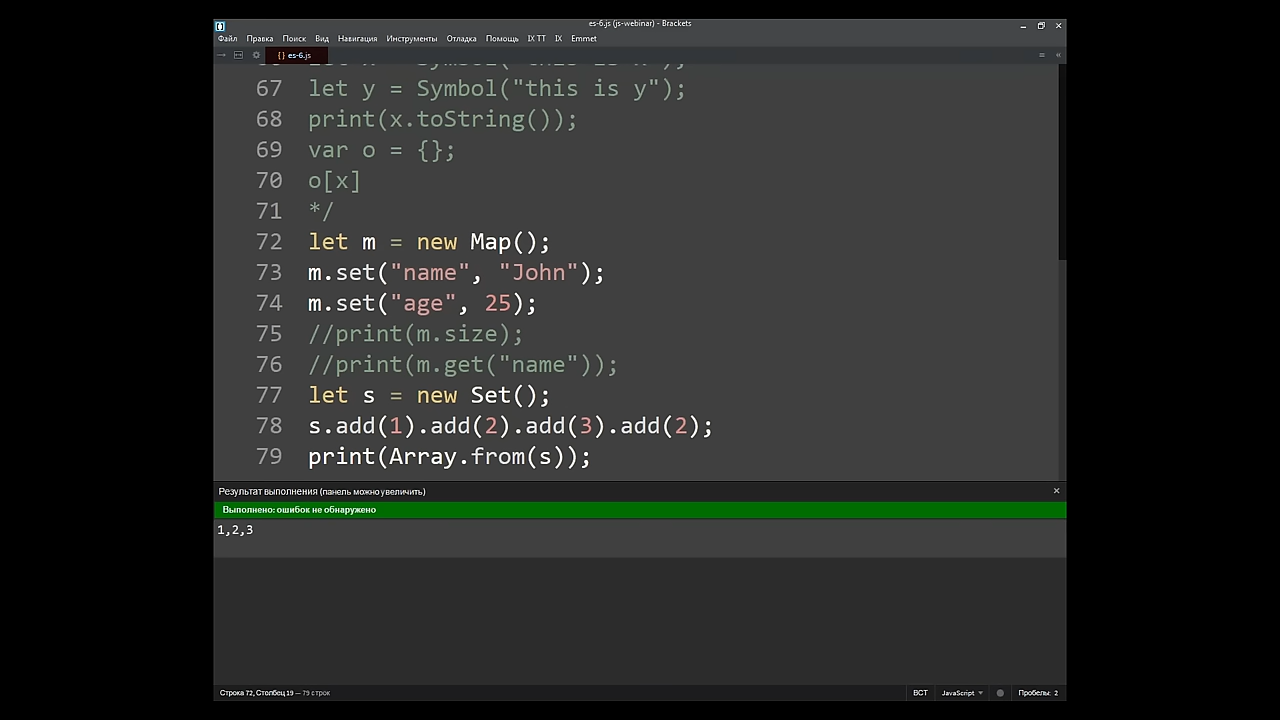 es-6.js (js-webinar) - Brackets
Файл Правка Поиск Вид Навигация Инструменты Отладка Помощь IX TT IX Emmet
{ } es-6.js
67 let y = Symbol("this is y");
68 print(x.toString());
69 var o = {};
70 o[x]
71 */
72 let m = new Map();
73 m.set("name", "John");
74 m.set("age", 25);
75 //print(m.size);
76 //print(m.get("name"));
77 let s = new Set();
78 s.add(1).add(2).add(3).add(2);
79 print(Array.from(s));
Результат выполнения (панель можно увеличить)
Выполнено: ошибок не обнаружено
1,2,3
Строка 72, Столбец 19 — 79 строк ВСТ JavaScript Пробелы: 2